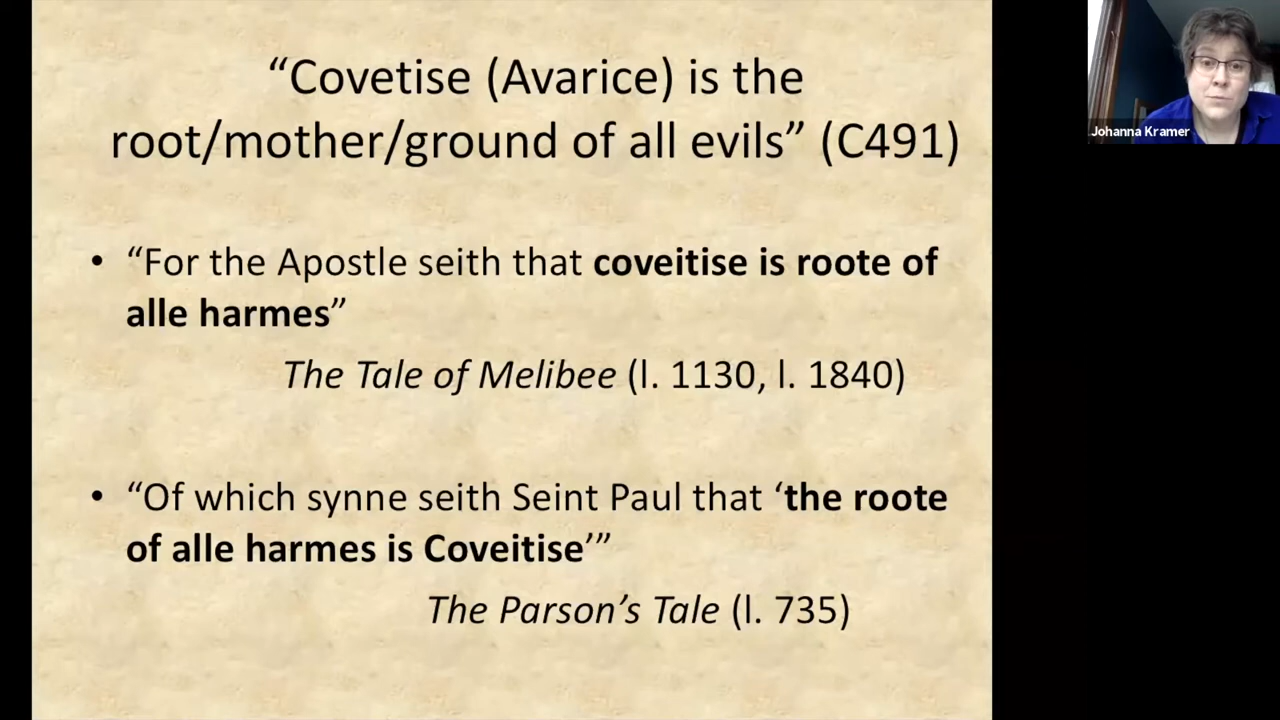 “Covetise (Avarice) is the
root/mother/ground of all evils” (C491)
• “For the Apostle seith that coveitise is roote of
alle harmes”
The Tale of Melibee (l. 1130, l. 1840)
• “Of which synne seith Seint Paul that ‘the roote
of alle harmes is Coveitise’”
The Parson’s Tale (l. 735)
Johanna Kramer